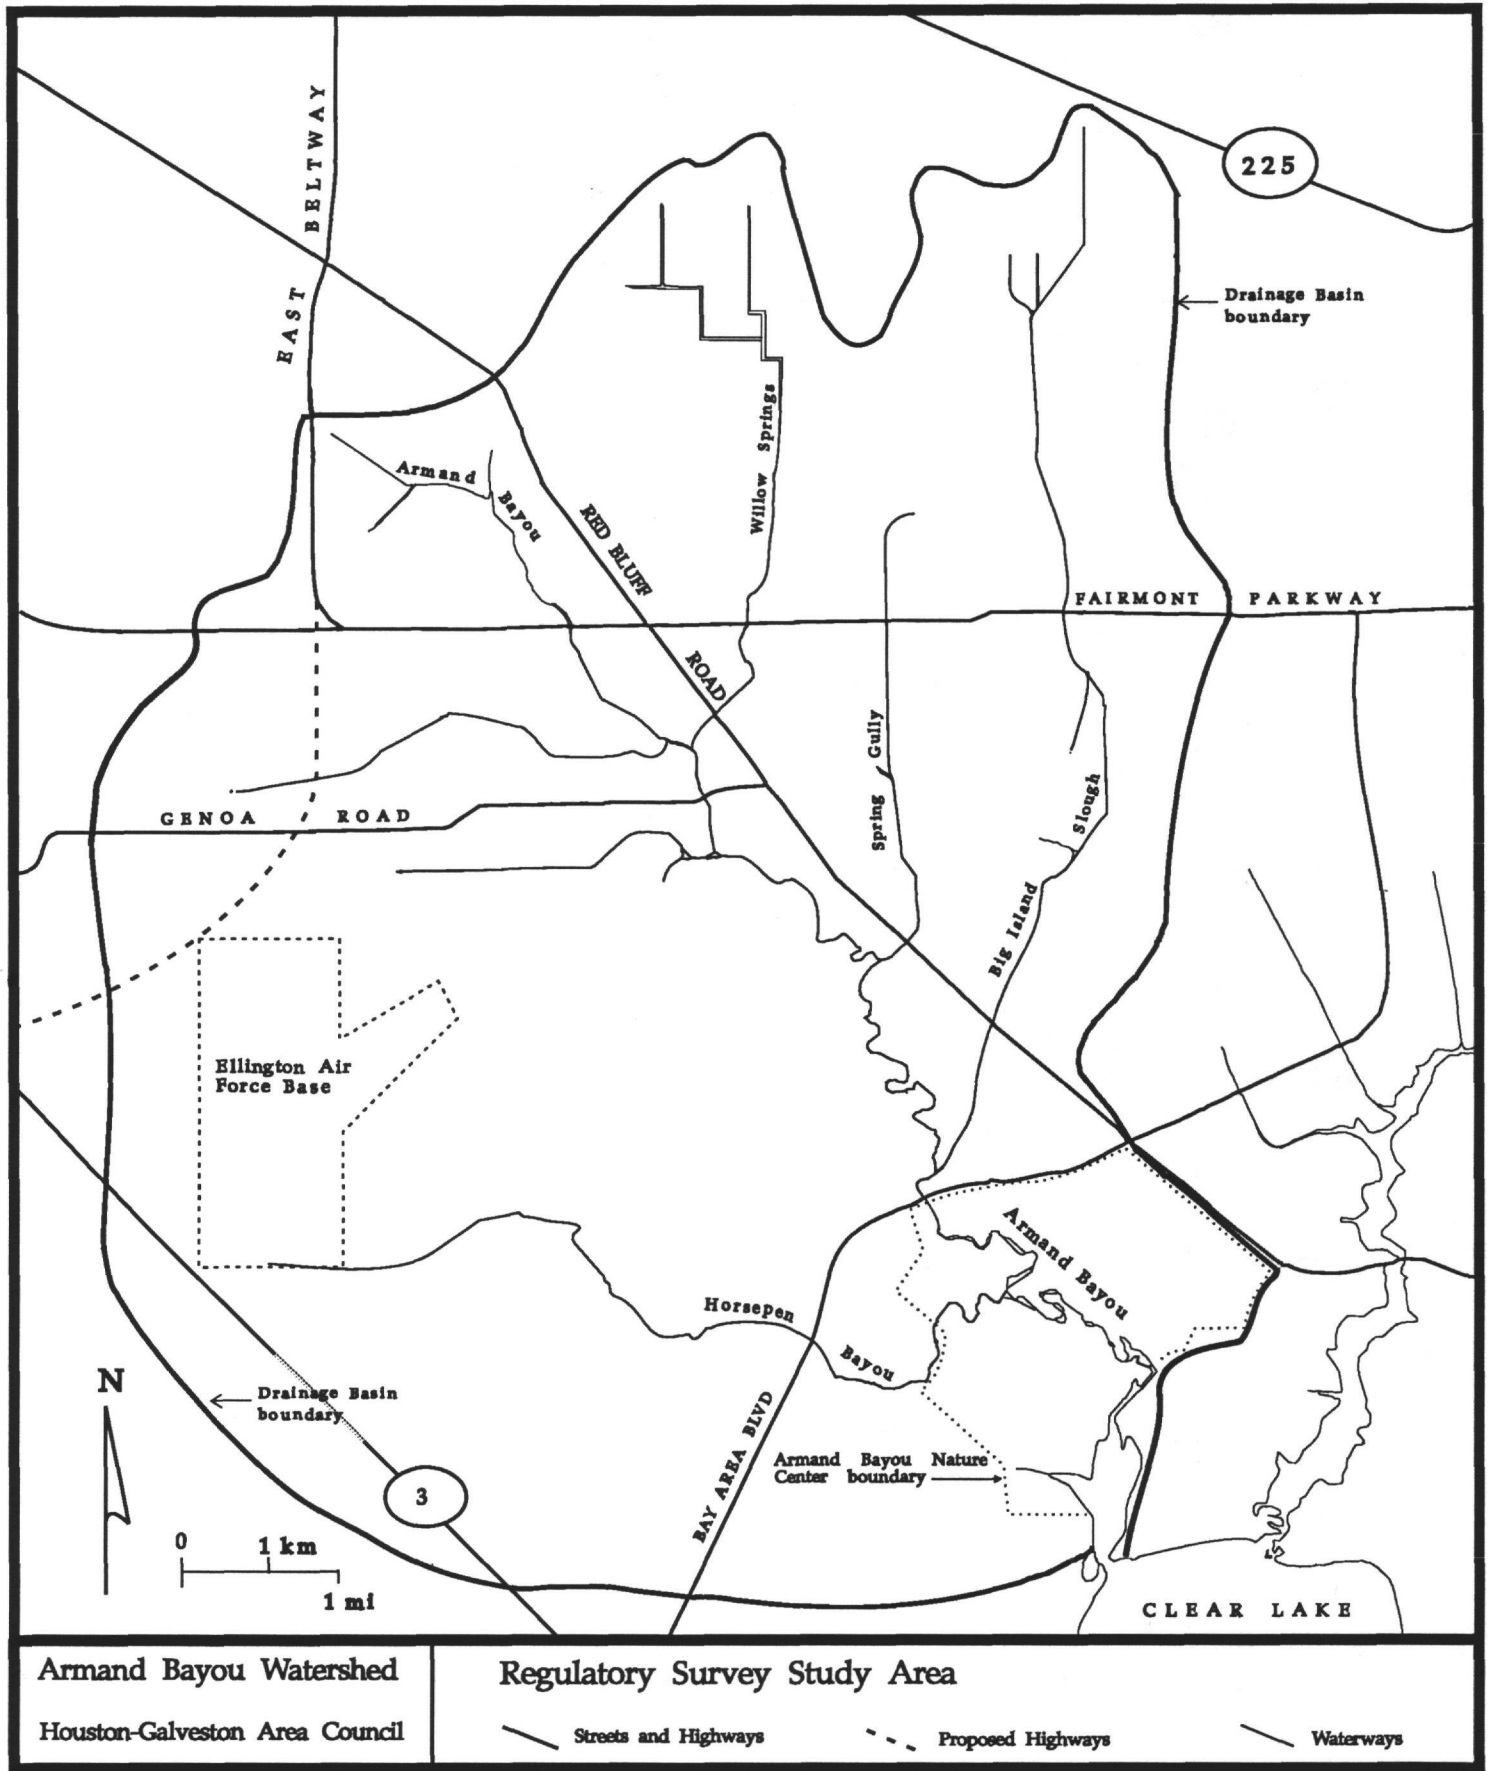 EAST BELTWAY
225
Drainage Basin
boundary
Armand
Bayou
RED BLUFF
ROAD
Willow Springs
FAIRMONT PARKWAY
Spring Gully
Big Island Slough
GENOA ROAD
Ellington Air
Force Base
Armand Bayou
Horsepen
Bayou
N
Drainage Basin
boundary
BAY AREA BLVD
Armand Bayou Nature
Center boundary
3
0 1 km
1 mi
CLEAR LAKE
Armand Bayou Watershed
Houston-Galveston Area Council
Regulatory Survey Study Area
Streets and Highways
Proposed Highways
Waterways